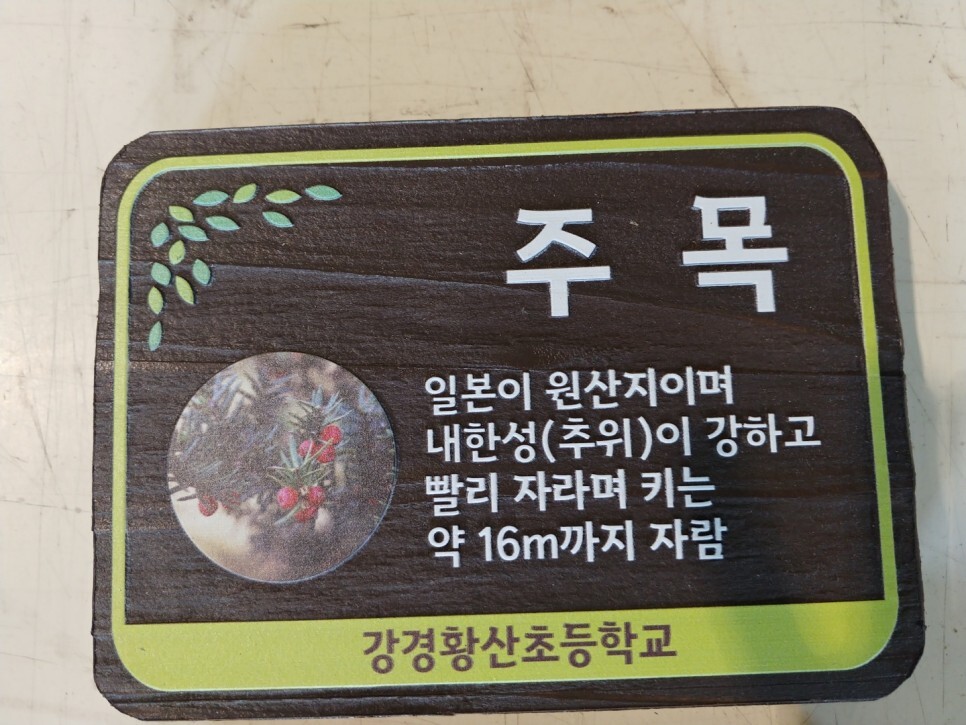 주목
일본이 원산지이며
내한성(추위)이 강하고
빨리 자라며 키는
약 16m까지 자람
강경황산초등학교